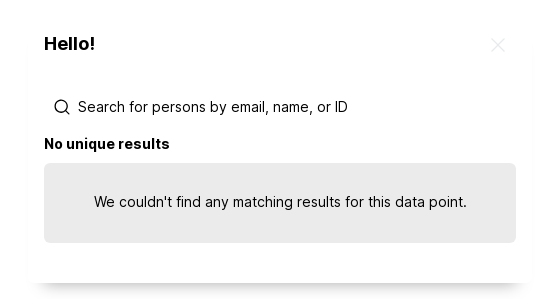 Hello!
Search for persons by email, name, or ID
No unique results
We couldn't find any matching results for this data point.